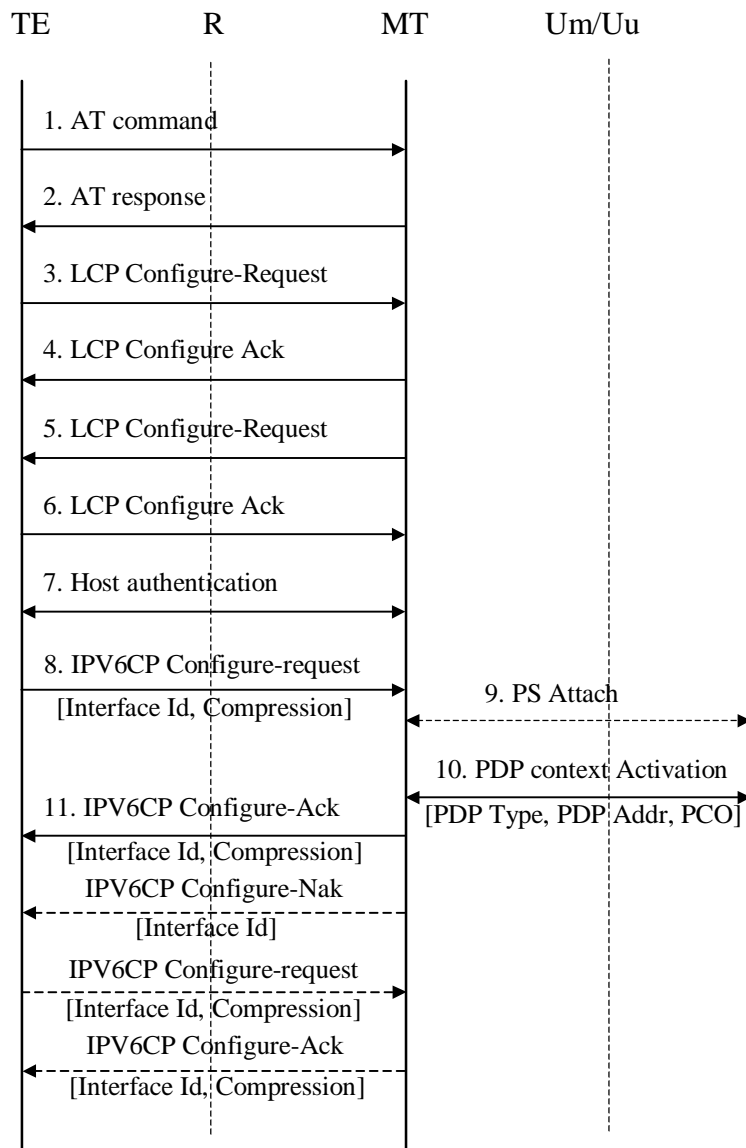 TE R MT Um/Uu
1. AT command
2. AT response
3. LCP Configure-Request
4. LCP Configure Ack
5. LCP Configure-Request
6. LCP Configure Ack
7. Host authentication
8. IPV6CP Configure-request
[Interface Id, Compression]
9. PS Attach
10. PDP context Activation
[PDP Type, PDP Addr, PCO]
11. IPV6CP Configure-Ack
[Interface Id, Compression]
IPV6CP Configure-Nak
[Interface Id]
IPV6CP Configure-request
[Interface Id, Compression]
IPV6CP Configure-Ack
[Interface Id, Compression]